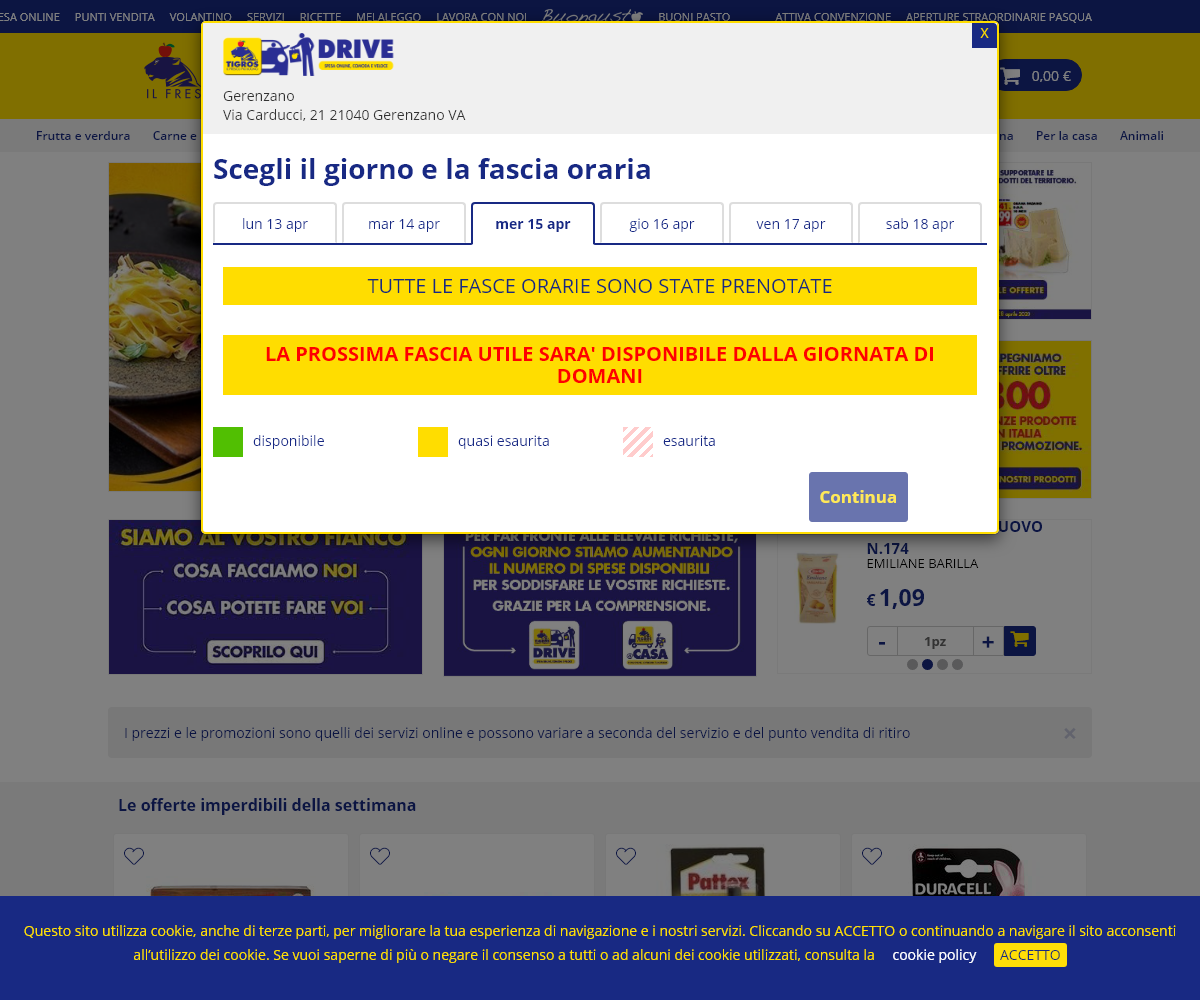 ESA ONLINE PUNTI VENDITA VOLANTINO SERVIZI RICETTE MELALEGGO LAVORA CON NOI Buongusto BUONI PASTO ATTIVA CONVENZIONE APERTURE STRAORDINARIE PASQUA
X
TIGROS
DRIVE
SPESA ONLINE, COMODA E VELOCE
IL FRES
0,00 €
Gerenzano
Via Carducci, 21 21040 Gerenzano VA
Frutta e verdura Carne e na Per la casa Animali
Scegli il giorno e la fascia oraria
lun 13 apr mar 14 apr mer 15 apr gio 16 apr ven 17 apr sab 18 apr
TUTTE LE FASCE ORARIE SONO STATE PRENOTATE
LA PROSSIMA FASCIA UTILE SARA' DISPONIBILE DALLA GIORNATA DI
DOMANI
disponibile quasi esaurita esaurita
Continua
DOTTI DEL TERRITORIO.
LE OFFERTE
PEGNIAMO
FFRIRE OLTRE
300
NZE PRODOTTE
N ITALIA
PROMOZIONE.
NOSTRI PRODOTTI
SIAMO AL VOSTRO FIANCO
COSA FACCIAMO NOI
COSA POTETE FARE VOI
SCOPRILO QUI
PER FAR FRONTE ALLE ELEVATE RICHIESTE,
OGNI GIORNO STIAMO AUMENTANDO
IL NUMERO DI SPESE DISPONIBILI
PER SODDISFARE LE VOSTRE RICHIESTE.
GRAZIE PER LA COMPRENSIONE.
DRIVE
@CASA
UOVO
N.174
EMILIANE BARILLA
€ 1,09
- 1pz +
I prezzi e le promozioni sono quelli dei servizi online e possono variare a seconda del servizio e del punto vendita di ritiro ×
Le offerte imperdibili della settimana
Pattex
DURACELL
Questo sito utilizza cookie, anche di terze parti, per migliorare la tua esperienza di navigazione e i nostri servizi. Cliccando su ACCETTO o continuando a navigare il sito acconsenti
all’utilizzo dei cookie. Se vuoi saperne di più o negare il consenso a tutti o ad alcuni dei cookie utilizzati, consulta la cookie policy ACCETTO